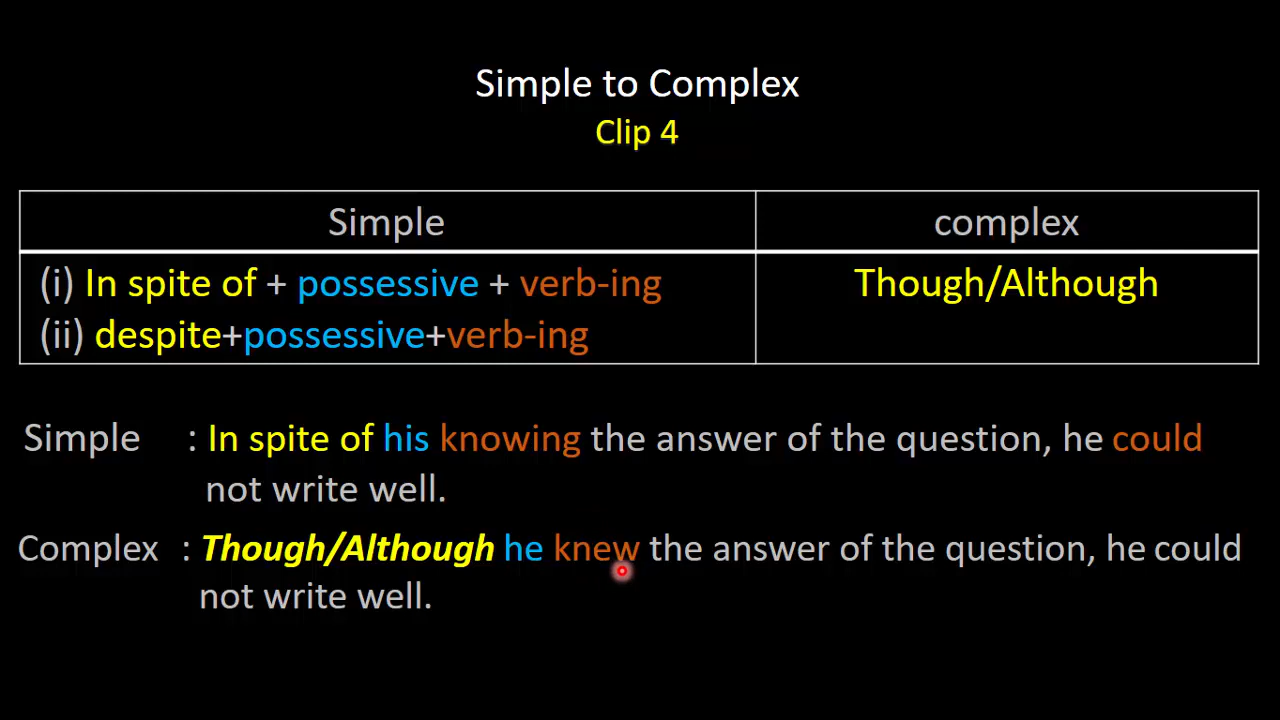 Simple to Complex
Clip 4
Simple complex
(i) In spite of + possessive + verb-ing Though/Although
(ii) despite+possessive+verb-ing
Simple : In spite of his knowing the answer of the question, he could
not write well.
Complex : Though/Although he knew the answer of the question, he could
not write well.